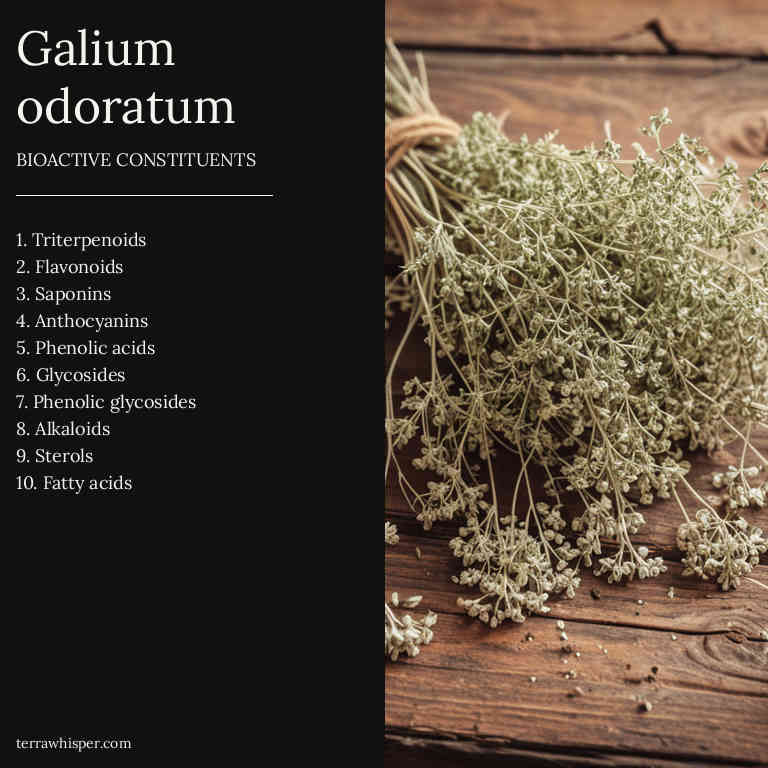 Galium
odoratum
BIOACTIVE CONSTITUENTS
1. Triterpenoids
2. Flavonoids
3. Saponins
4. Anthocyanins
5. Phenolic acids
6. Glycosides
7. Phenolic glycosides
8. Alkaloids
9. Sterols
10. Fatty acids
terrawhisper.com